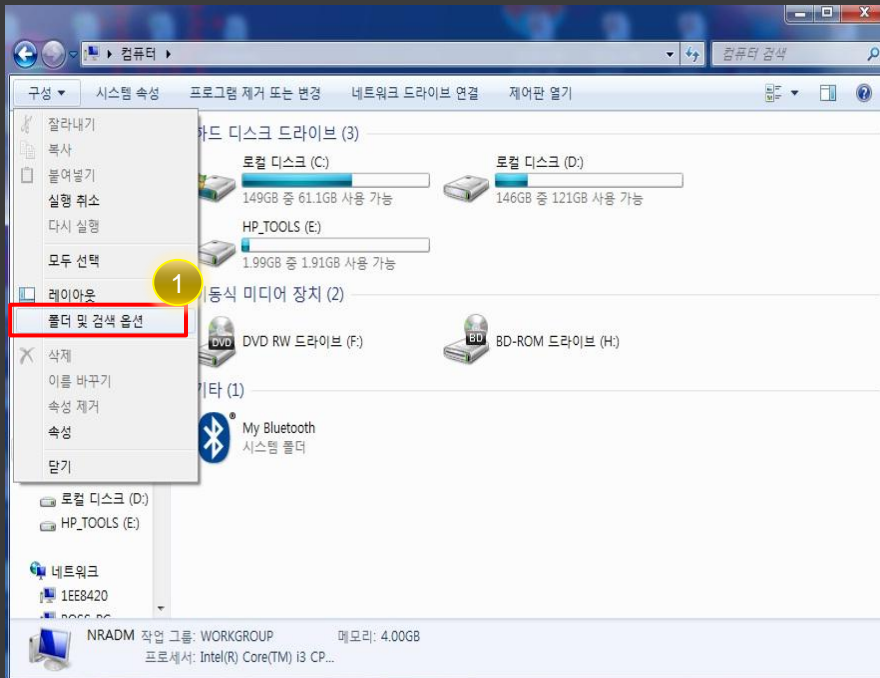 컴퓨터
컴퓨터 검색
구성 시스템 속성 프로그램 제거 또는 변경 네트워크 드라이브 연결 제어판 열기
잘라내기
복사
붙여넣기
실행 취소
다시 실행
모두 선택
레이아웃
1
폴더 및 검색 옵션
삭제
이름 바꾸기
속성 제거
속성
닫기
하드 디스크 드라이브 (3)
로컬 디스크 (C:)
149GB 중 61.1GB 사용 가능
로컬 디스크 (D:)
146GB 중 121GB 사용 가능
HP_TOOLS (E:)
1.99GB 중 1.91GB 사용 가능
이동식 미디어 장치 (2)
DVD
DVD RW 드라이브 (F:)
BD
BD-ROM 드라이브 (H:)
기타 (1)
My Bluetooth
시스템 폴더
로컬 디스크 (D:)
HP_TOOLS (E:)
네트워크
1EE8420
NRADM 작업 그룹: WORKGROUP 메모리: 4.00GB
프로세서: Intel(R) Core(TM) i3 CP...